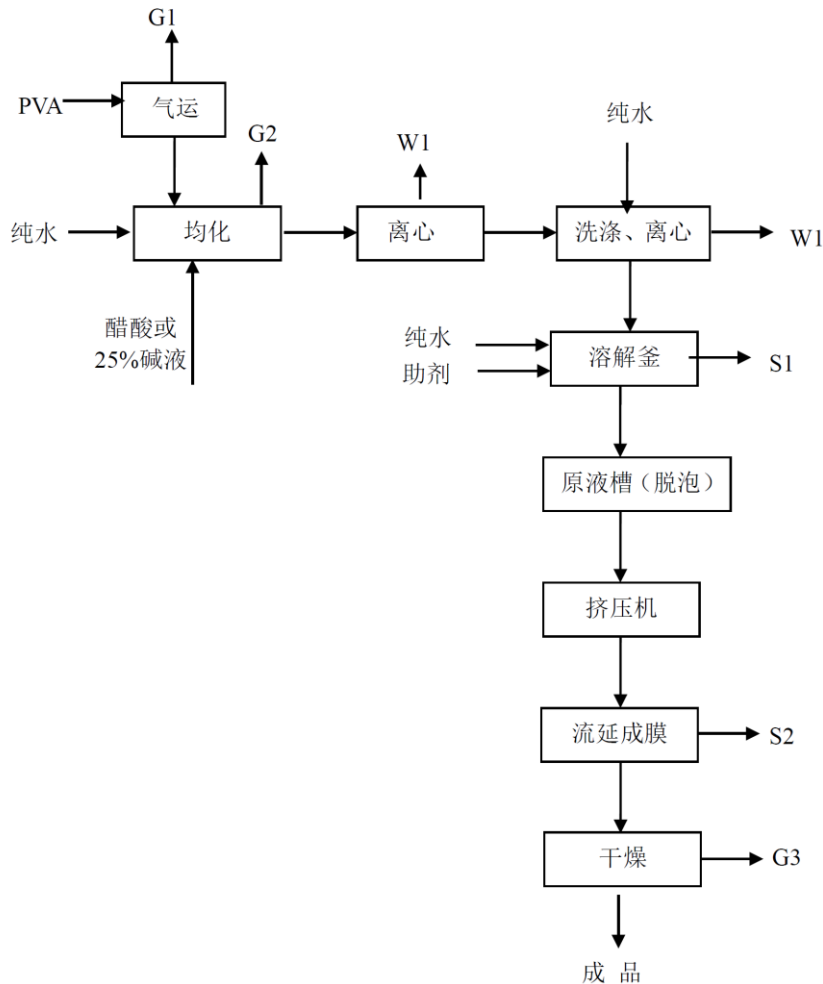 G1
PVA
气运
G2
W1
纯水
纯水
均化
离心
洗涤、离心
W1
醋酸或
25%碱液
纯水
助剂
溶解釜
S1
原液槽（脱泡）
挤压机
流延成膜
S2
干燥
G3
成 品